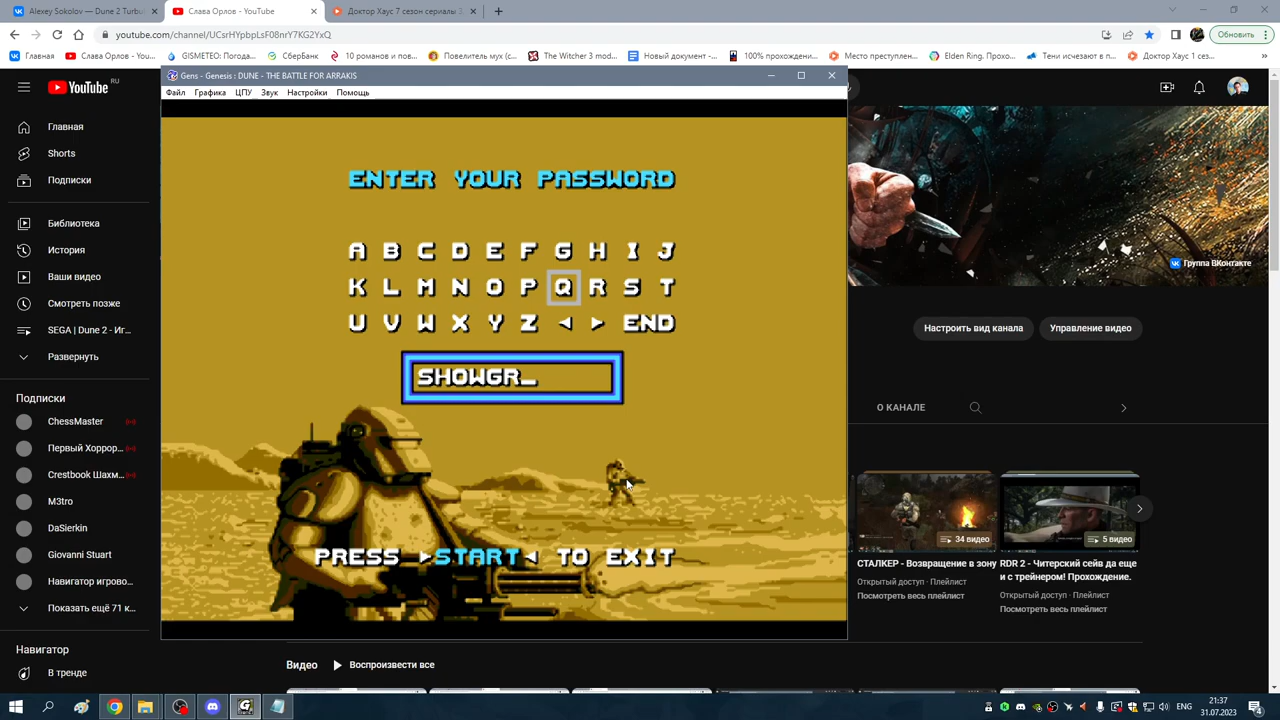 Alexey Sokolov – Dune 2 Turbu
Слава Орлов - YouTube
Доктор Хаус 7 сезон сериалы 3
youtube.com/channel/UCsrHYpbpLsF08nrY7KG2YxQ
Обновить
Главная
Слава Орлов - You...
GISMETEO: Погода...
СберБанк
10 романов и пов...
Повелитель мух (с...
The Witcher 3 mod...
Новый документ -...
100% прохождени...
Место преступлен...
Elden Ring. Прохо...
Тени исчезают в п...
Доктор Хаус 1 сез...
»
YouTube RU
Главная
Shorts
Подписки
Библиотека
История
Ваши видео
Смотреть позже
SEGA | Dune 2 - Иг...
Развернуть
Подписки
ChessMaster
Первый Хоррор...
Crestbook Шахм...
M3tro
DaSierkin
Giovanni Stuart
Навигатор игрово...
Показать ещё 71 к...
Навигатор
В тренде
Gens - Genesis : DUNE - THE BATTLE FOR ARRAKIS
Файл Графика ЦПУ Звук Настройки Помощь
ENTER YOUR PASSWORD
A B C D E F G H I J
K L M N O P Q R S T
U V W X Y Z ◄ ► END
SHOWGR_
PRESS ►START◄ TO EXIT
Группа ВКонтакте
Настроить вид канала
Управление видео
О КАНАЛЕ
34 видео
5 видео
СТАЛКЕР - Возвращение в зону
Открытый доступ · Плейлист
Посмотреть весь плейлист
RDR 2 - Читерский сейв да еще
и с трейнером! Прохождение.
Открытый доступ · Плейлист
Посмотреть весь плейлист
Видео
Воспроизвести все
ENG
21:37
31.07.2023